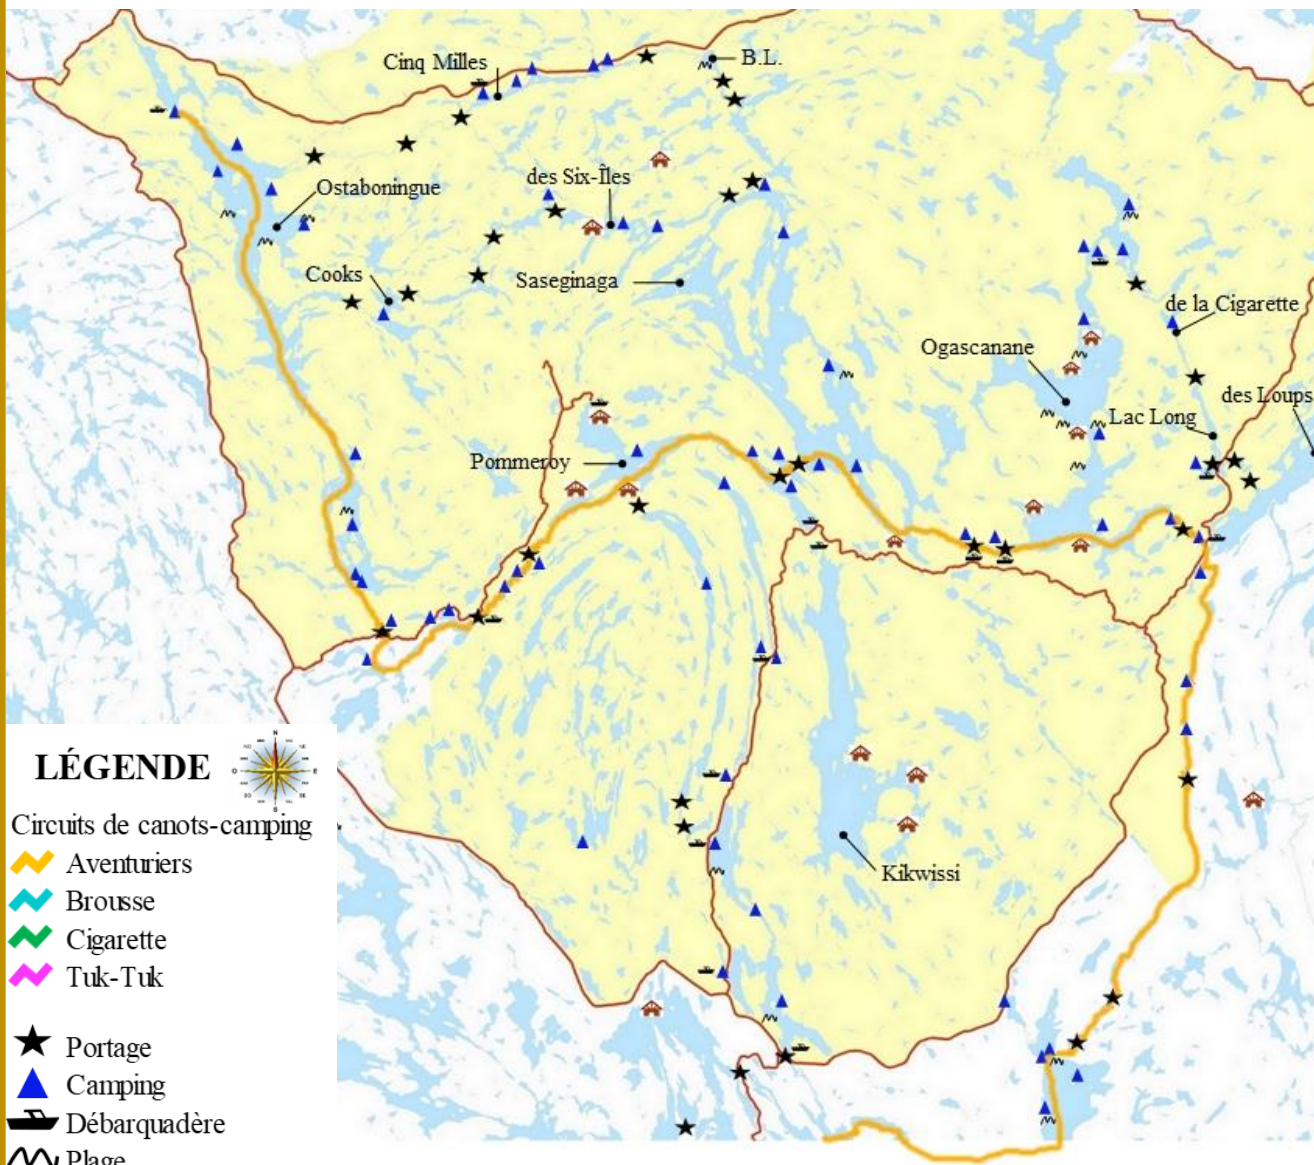 Cinq Milles
B.L.
des Six-Îles
Ostaboningue
Cooks
Saseginaga
de la Cigarette
Ogascanane
des Loups
Lac Long
Pommeroy
Kikwissi
LÉGENDE
Circuits de canots-camping
Aventuriers
Brousse
Cigarette
Tuk-Tuk
Portage
Camping
Débarquadère
Plage